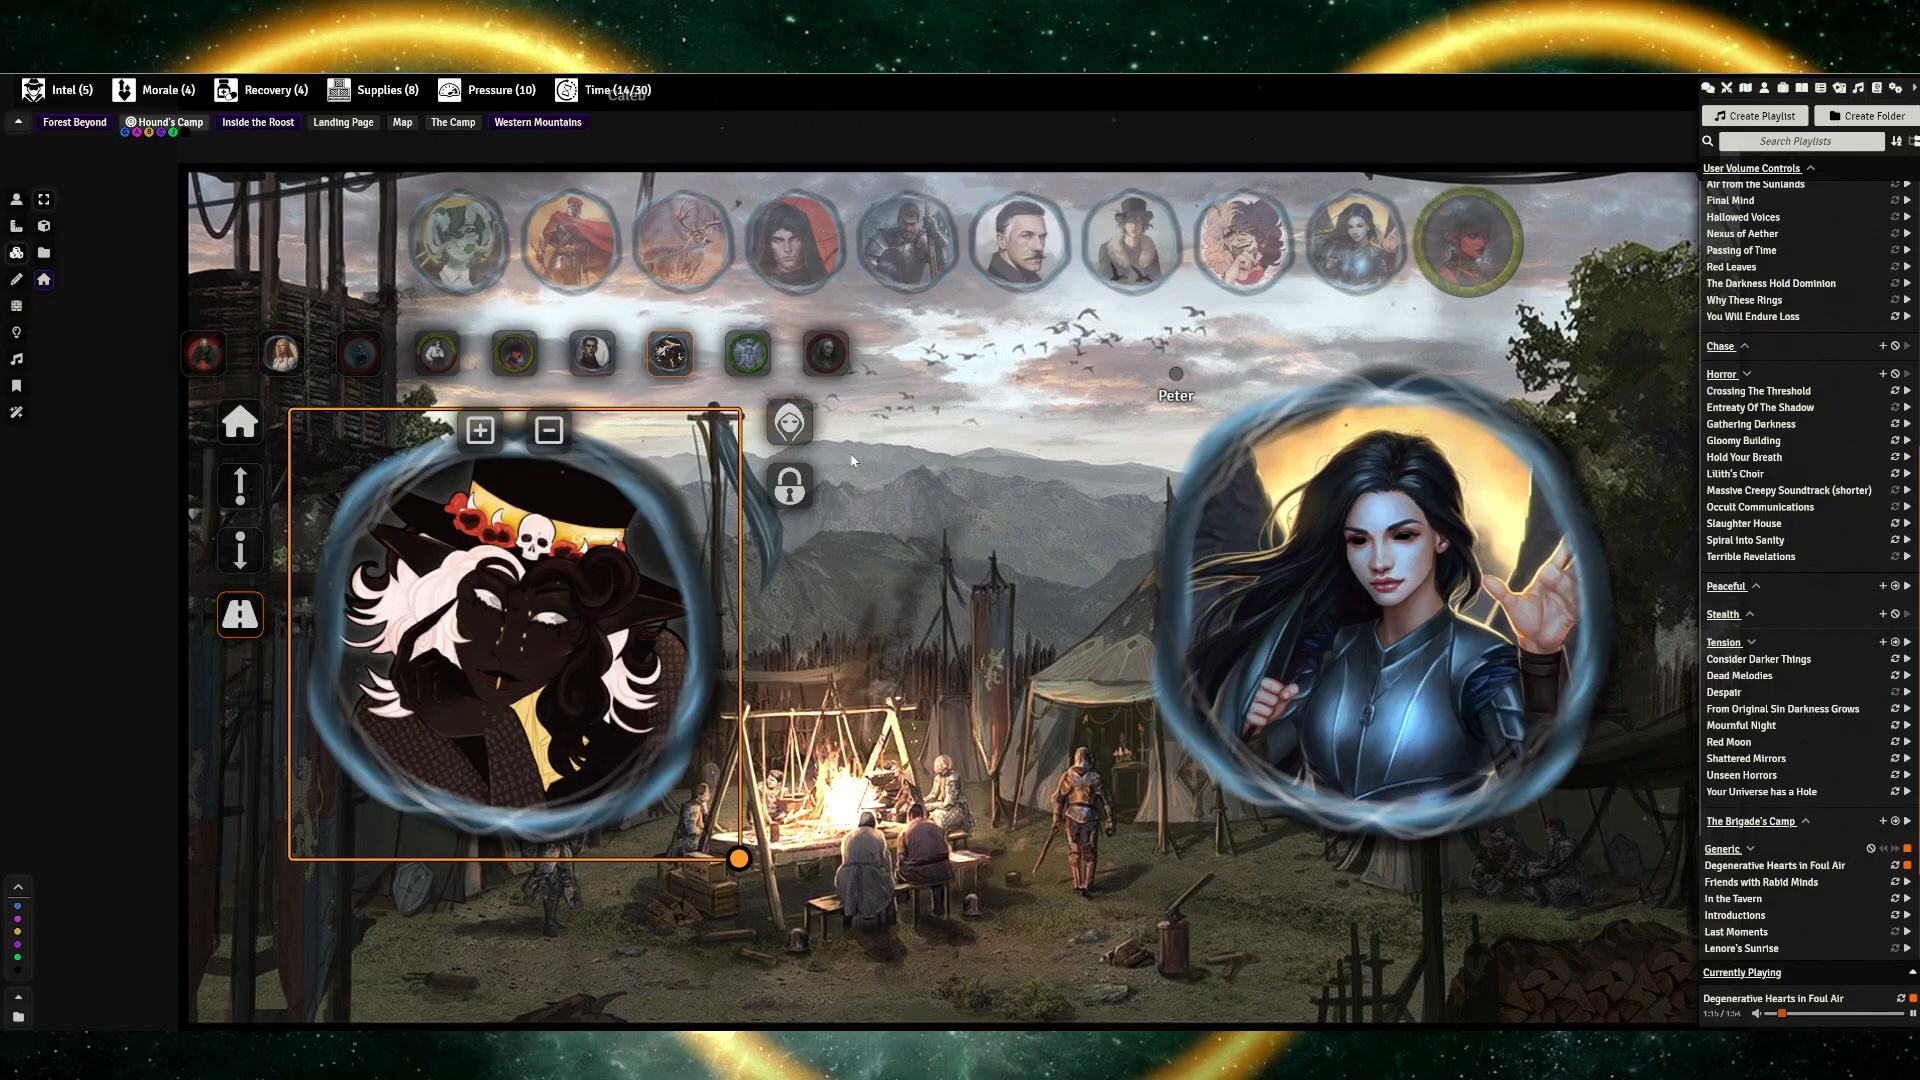 Intel (5) Morale (4) Recovery (4) Supplies (8) Pressure (10) Time (14/30)
Caleb
Forest Beyond Hound's Camp Inside the Roost Landing Page Map The Camp Western Mountains
G A B C J
Create Playlist Create Folder
Search Playlists
User Volume Controls
Air from the Sunlands
Final Mind
Hallowed Voices
Nexus of Aether
Passing of Time
Red Leaves
The Darkness Hold Dominion
Why These Rings
You Will Endure Loss
Chase
Horror
Crossing The Threshold
Entreaty Of The Shadow
Gathering Darkness
Gloomy Building
Hold Your Breath
Lilith's Choir
Massive Creepy Soundtrack (shorter)
Occult Communications
Slaughter House
Spiral into Sanity
Terrible Revelations
Peaceful
Stealth
Tension
Consider Darker Things
Dead Melodies
Despair
From Original Sin Darkness Grows
Mournful Night
Red Moon
Shattered Mirrors
Unseen Horrors
Your Universe has a Hole
The Brigade's Camp
Generic
Degenerative Hearts in Foul Air
Friends with Rabid Minds
In the Tavern
Introductions
Last Moments
Lenore's Sunrise
Currently Playing
Degenerative Hearts in Foul Air
1:15 / 1:54
Peter